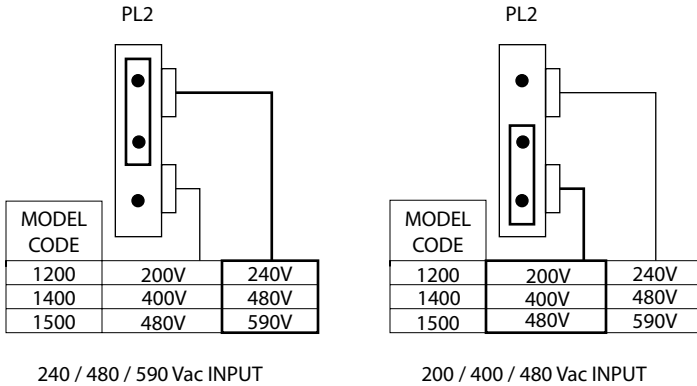 PL2
MODEL
CODE
1200 200V 240V
1400 400V 480V
1500 480V 590V
240 / 480 / 590 Vac INPUT
PL2
MODEL
CODE
1200 200V 240V
1400 400V 480V
1500 480V 590V
200 / 400 / 480 Vac INPUT